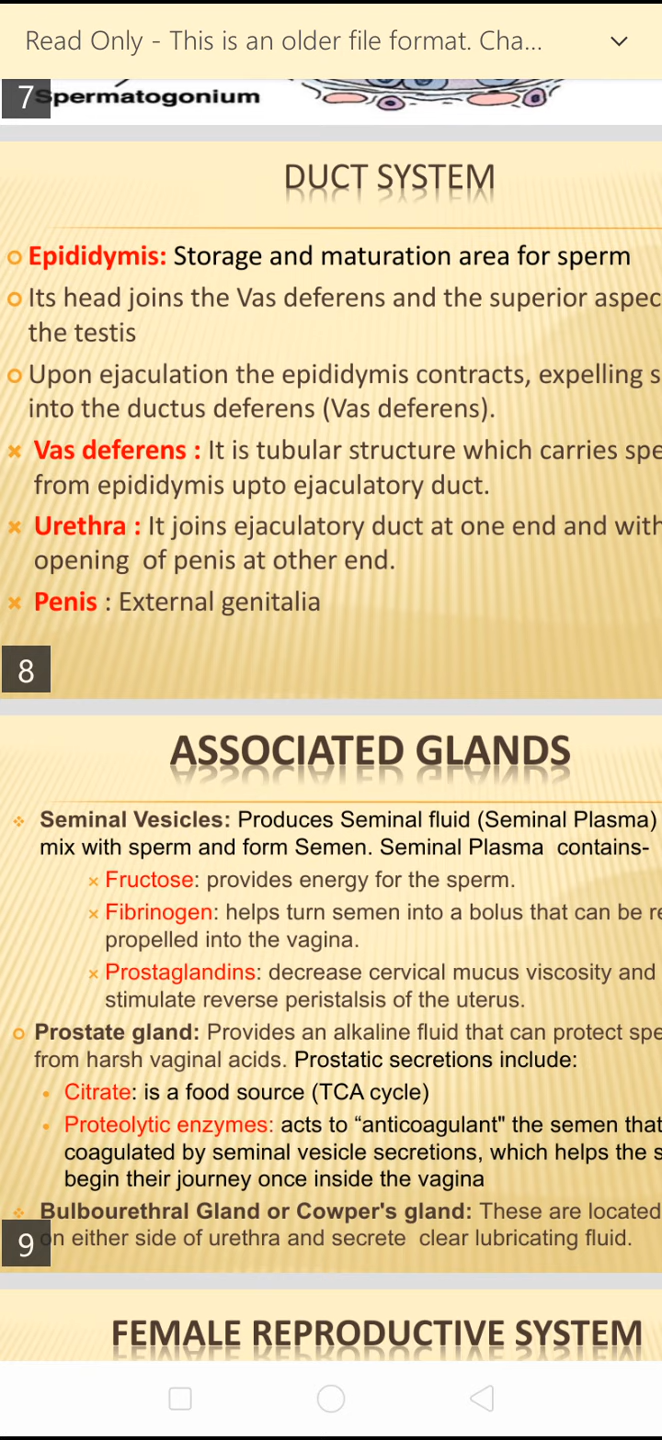 Read Only - This is an older file format. Cha...
7
Spermatogonium
DUCT SYSTEM
Epididymis: Storage and maturation area for sperm
Its head joins the Vas deferens and the superior
the testis
Upon ejaculation the epididymis contracts, expelling
into the ductus deferens (Vas deferens).
Vas deferens : It is tubular structure which carries
from epididymis upto ejaculatory duct.
Urethra : It joins ejaculatory duct at one end and with
opening of penis at other end.
Penis : External genitalia
8
ASSOCIATED GLANDS
Seminal Vesicles: Produces Seminal fluid (Seminal Plasma)
mix with sperm and form Semen. Seminal Plasma contains-
Fructose: provides energy for the sperm.
Fibrinogen: helps turn semen into a bolus that can be
propelled into the vagina.
Prostaglandins: decrease cervical mucus viscosity and
stimulate reverse peristalsis of the uterus.
Prostate gland: Provides an alkaline fluid that can protect
from harsh vaginal acids. Prostatic secretions include:
Citrate: is a food source (TCA cycle)
Proteolytic enzymes: acts to “anticoagulant" the semen that
coagulated by seminal vesicle secretions, which helps the
begin their journey once inside the vagina
Bulbourethral Gland or Cowper's gland: These are located
on either side of urethra and secrete clear lubricating fluid.
9
FEMALE REPRODUCTIVE SYSTEM